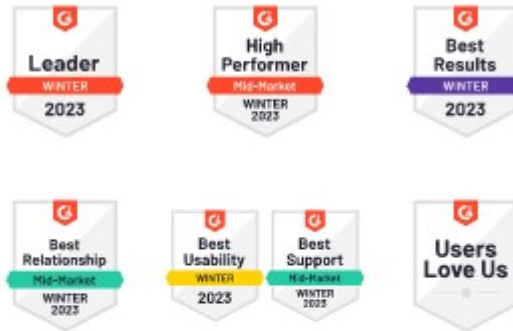 Leader
WINTER
2023
High
Performer
Mid-Market
WINTER
2023
Best
Results
WINTER
2023
Best
Relationship
Mid-Market
WINTER
2023
Best
Usability
WINTER
2023
Best
Support
Mid-Market
WINTER
2023
Users
Love Us